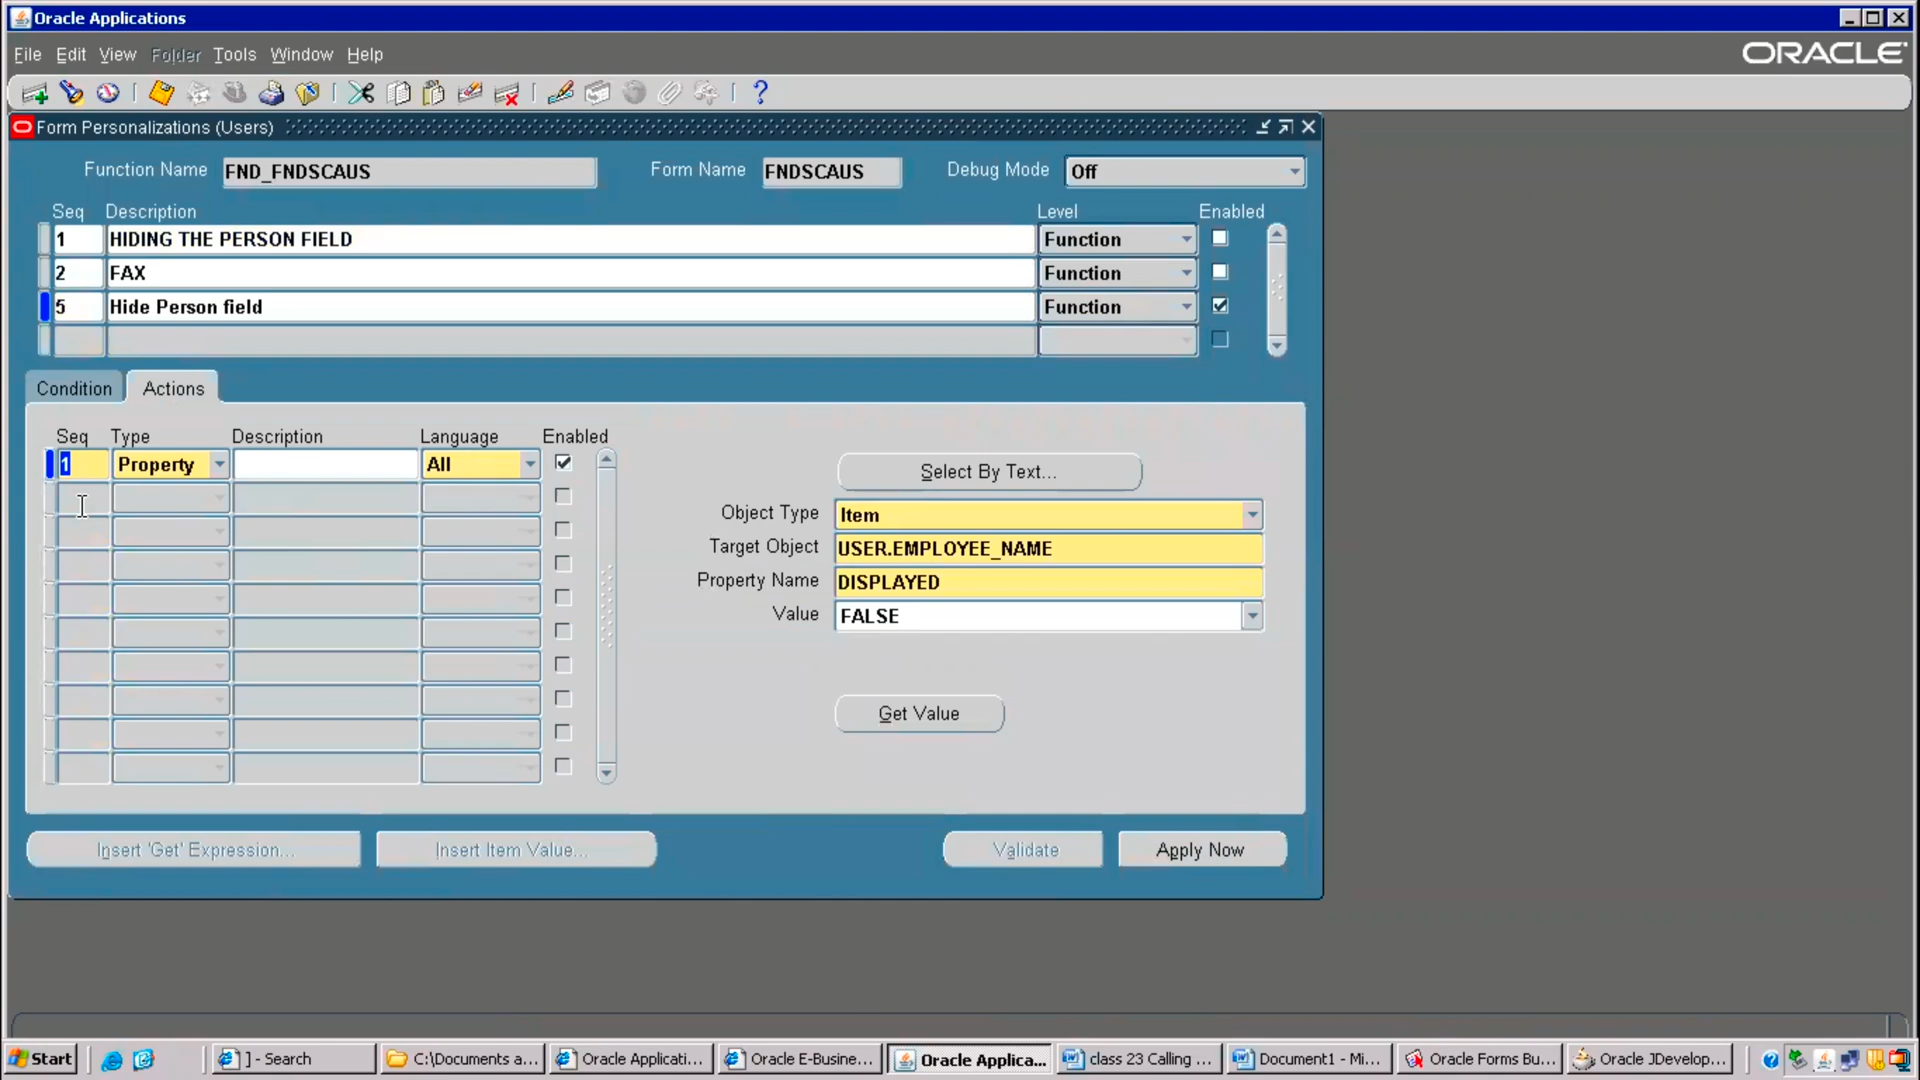 Oracle Applications
File Edit View Folder Tools Window Help
ORACLE
Form Personalizations (Users)
Function Name FND_FNDSCAUS Form Name FNDSCAUS Debug Mode Off
Seq Description Level Enabled
1 HIDING THE PERSON FIELD Function
2 FAX Function
5 Hide Person field Function
Condition Actions
Seq Type Description Language Enabled
1 Property All
Select By Text...
Object Type Item
Target Object USER.EMPLOYEE_NAME
Property Name DISPLAYED
Value FALSE
Get Value
Insert 'Get' Expression... Insert Item Value... Validate Apply Now
Start ] - Search C:\Documents a... Oracle Applicati... Oracle E-Busine... Oracle Applica... class 23 Calling ... Document1 - Mi... Oracle Forms Bu... Oracle JDevelop...